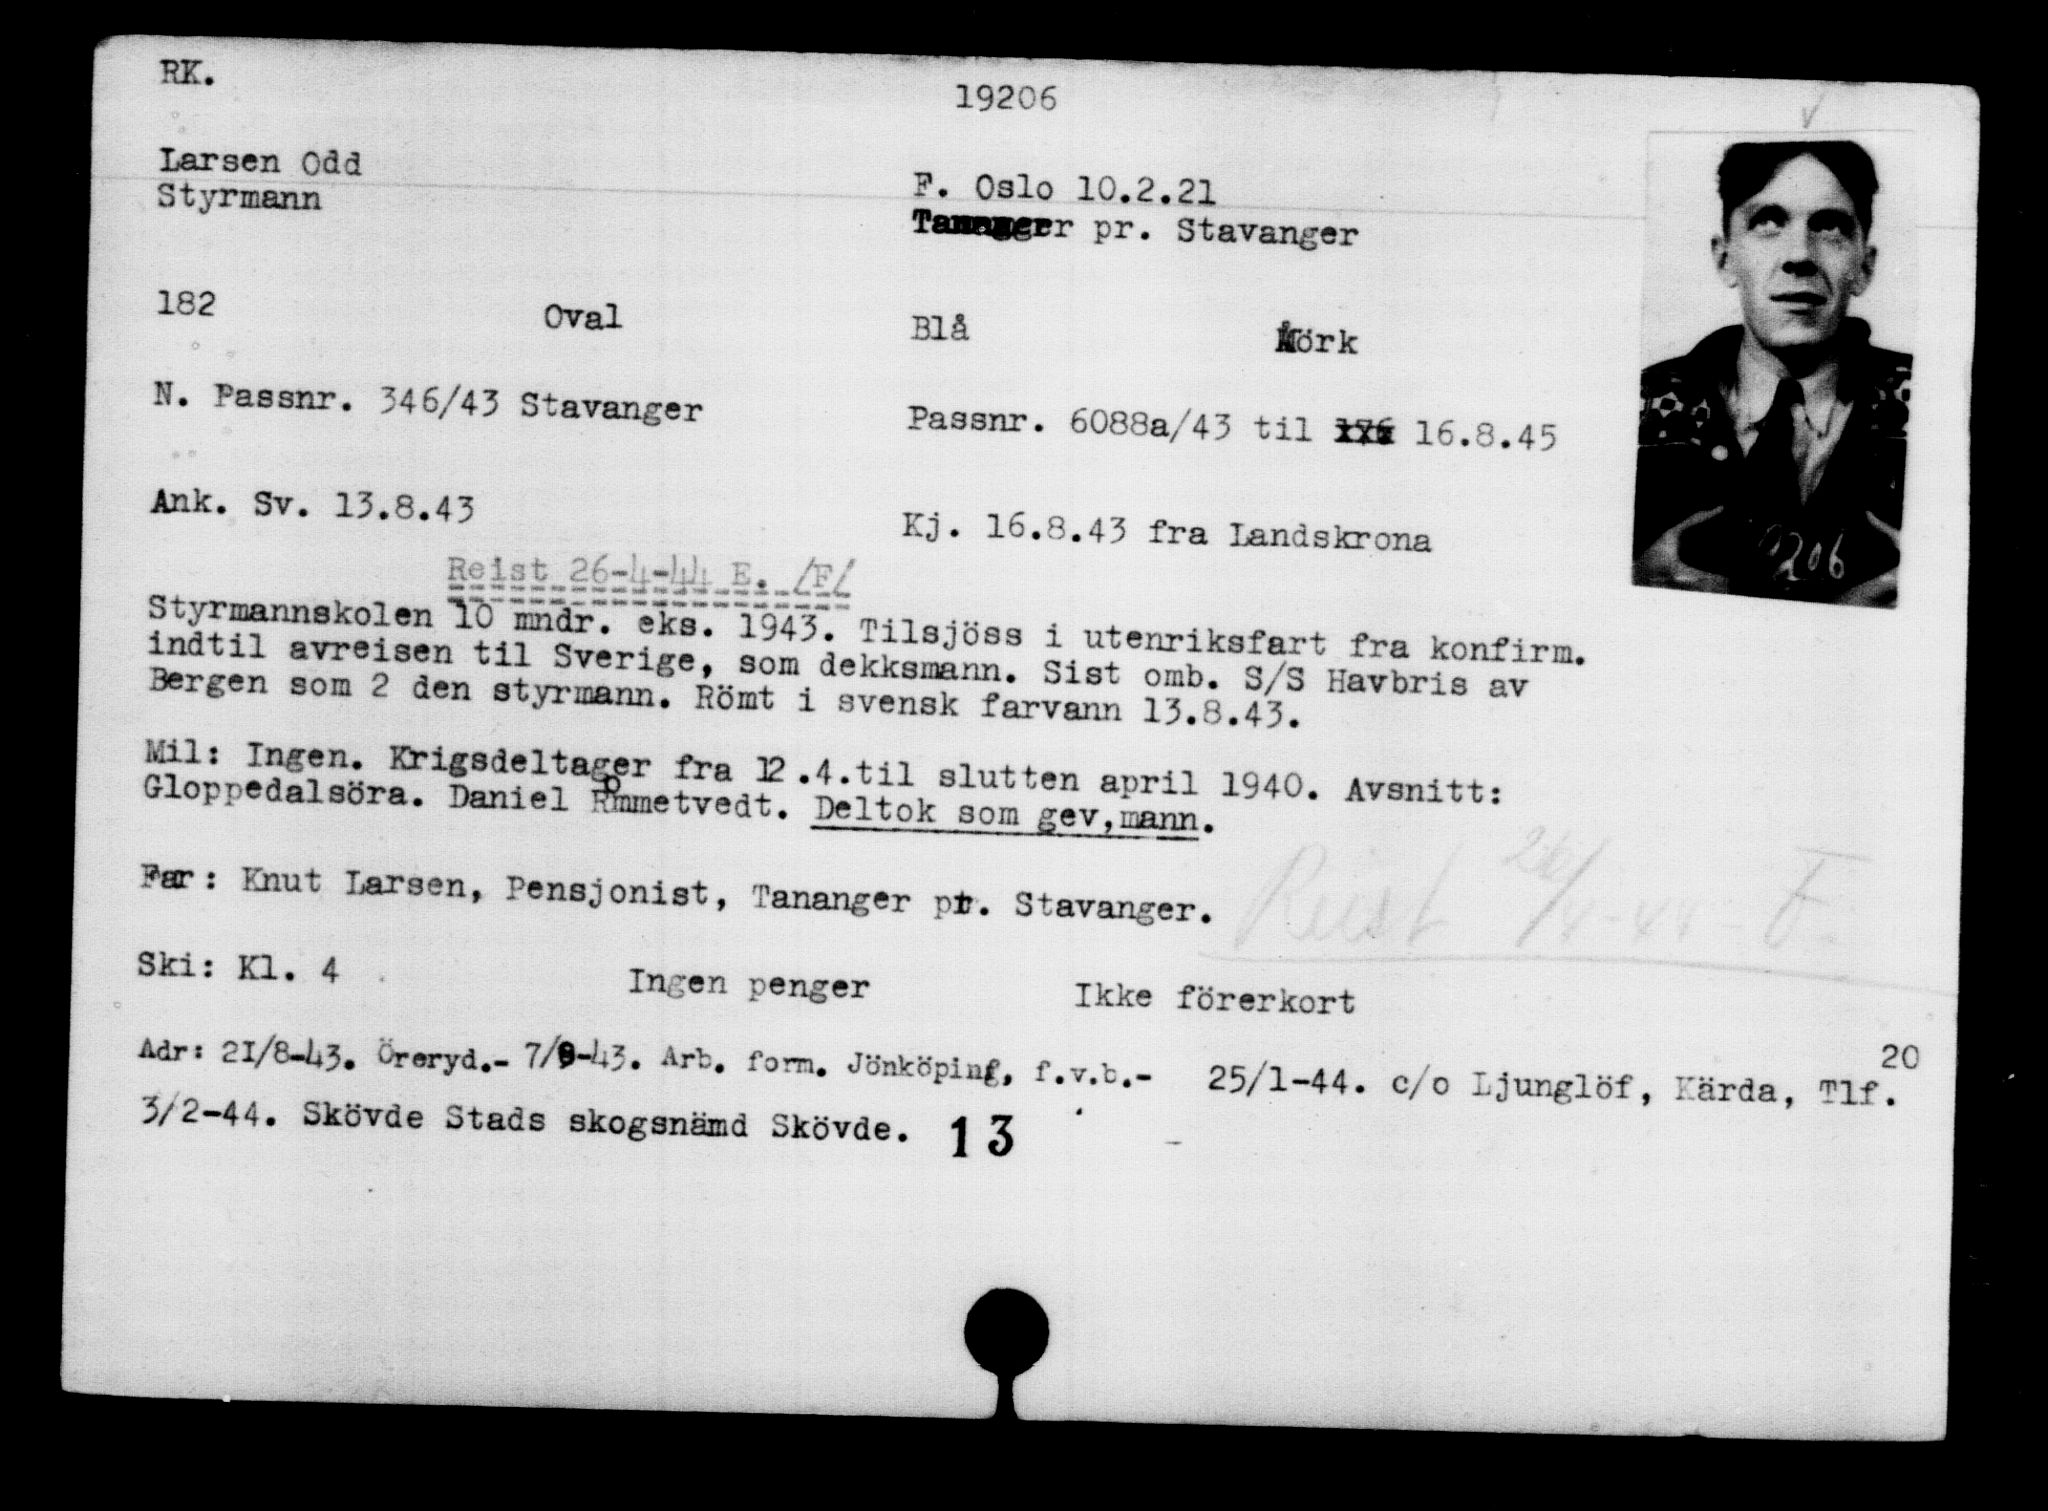 RK.
19206
Larsen Odd
Styrmann
F. Oslo 10.2.21
Tananger pr. Stavanger
182 Oval Blå Mörk
N. Passnr. 346/43 Stavanger
Passnr. 6088a/43 til 16.8.45
Ank. Sv. 13.8.43
Kj. 16.8.43 fra Landskrona
Reist 26-4-44 E. /F/
Styrmannskolen 10 mndr. eks. 1943. Tilsjöss i utenriksfart fra konfirm.
indtil avreisen til Sverige, som dekksmann. Sist omb. S/S Havbris av
Bergen som 2 den styrmann. Römt i svensk farvann 13.8.43.
Mil: Ingen. Krigsdeltager fra 12.4.til slutten april 1940. Avsnitt:
Gloppedalsöra. Daniel Rommetvedt. Deltok som gev,mann.
Far: Knut Larsen, Pensjonist, Tananger pr. Stavanger.
Reist 26/4-44 - F.
Ski: Kl. 4 Ingen penger Ikke förerkort
Adr: 21/8-43. Öreryd.- 7/9-43. Arb. form. Jönköping, f.v.b.- 25/1-44. c/o Ljunglöf, Kärda, Tlf. 20
3/2-44. Skövde Stads skogsnämd Skövde. 13
9206